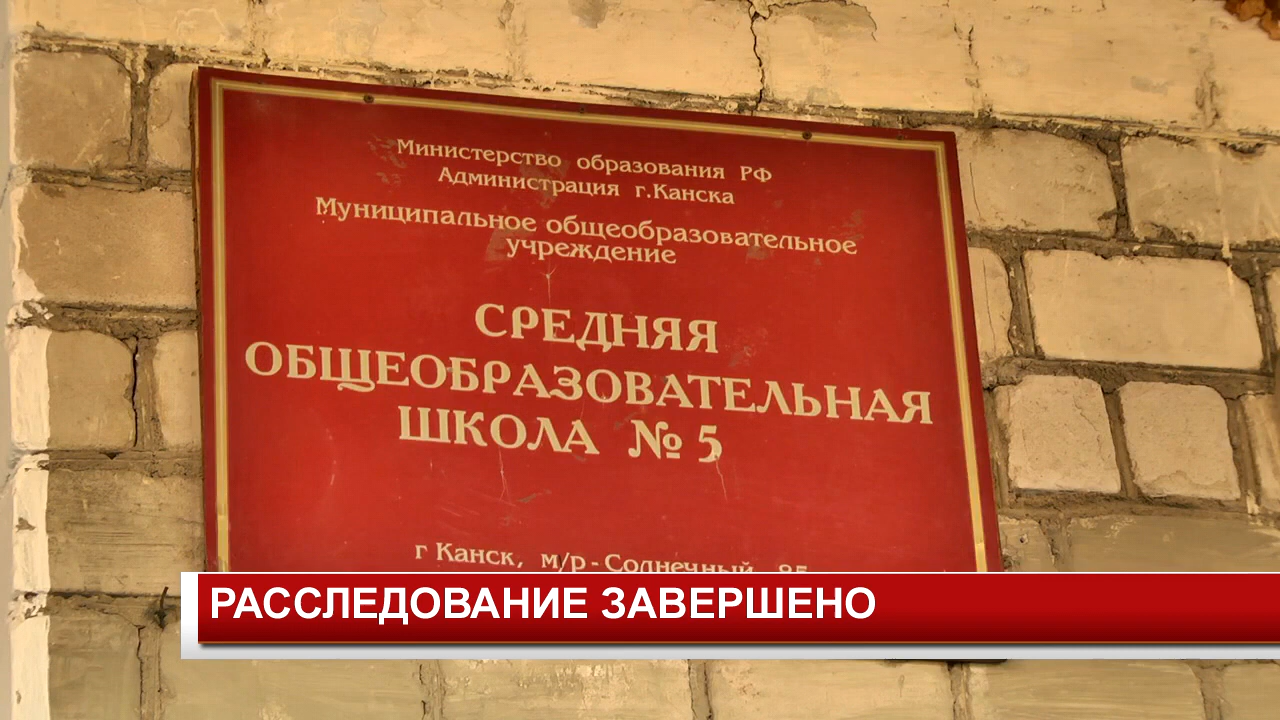 Министерство образования РФ
Администрация г.Канска
Муниципальное общеобразовательное
учреждение
СРЕДНЯЯ
ОБЩЕОБРАЗОВАТЕЛЬНАЯ
ШКОЛА № 5
г Канск, м/р-Солнечный
РАССЛЕДОВАНИЕ ЗАВЕРШЕНО